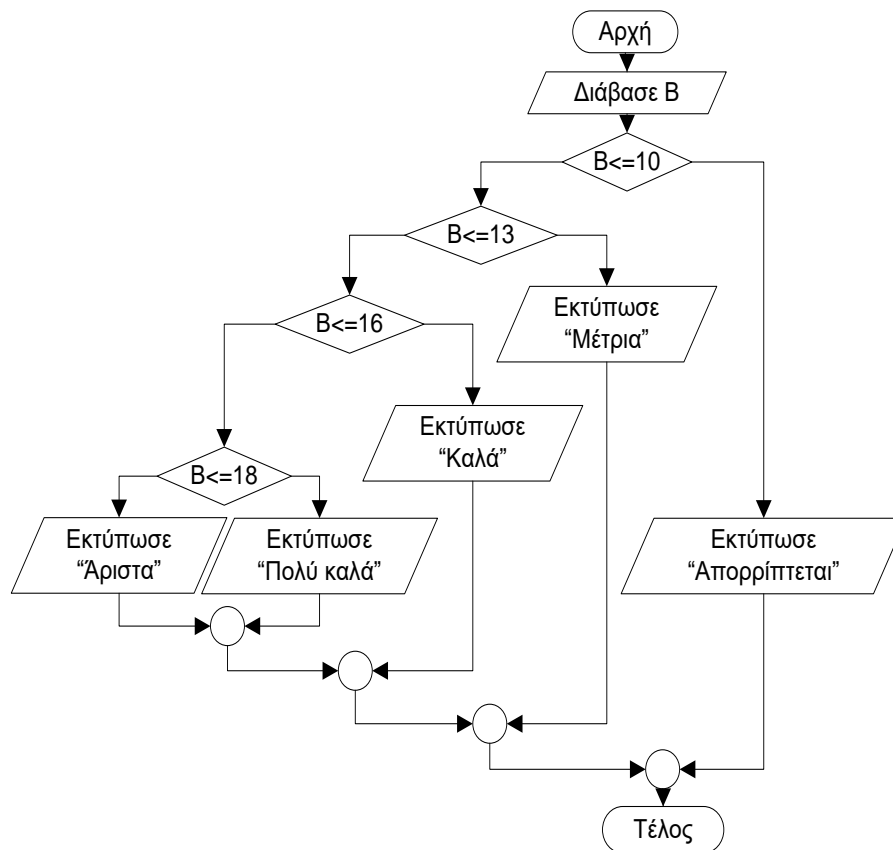 Αρχή
Διάβασε Β
Β<=10
Β<=13
Β<=16
Εκτύπωσε
“Μέτρια”
Εκτύπωσε
“Καλά”
Β<=18
Εκτύπωσε
“Άριστα”
Εκτύπωσε
“Πολύ καλά”
Εκτύπωσε
“Απορρίπτεται”
Τέλος